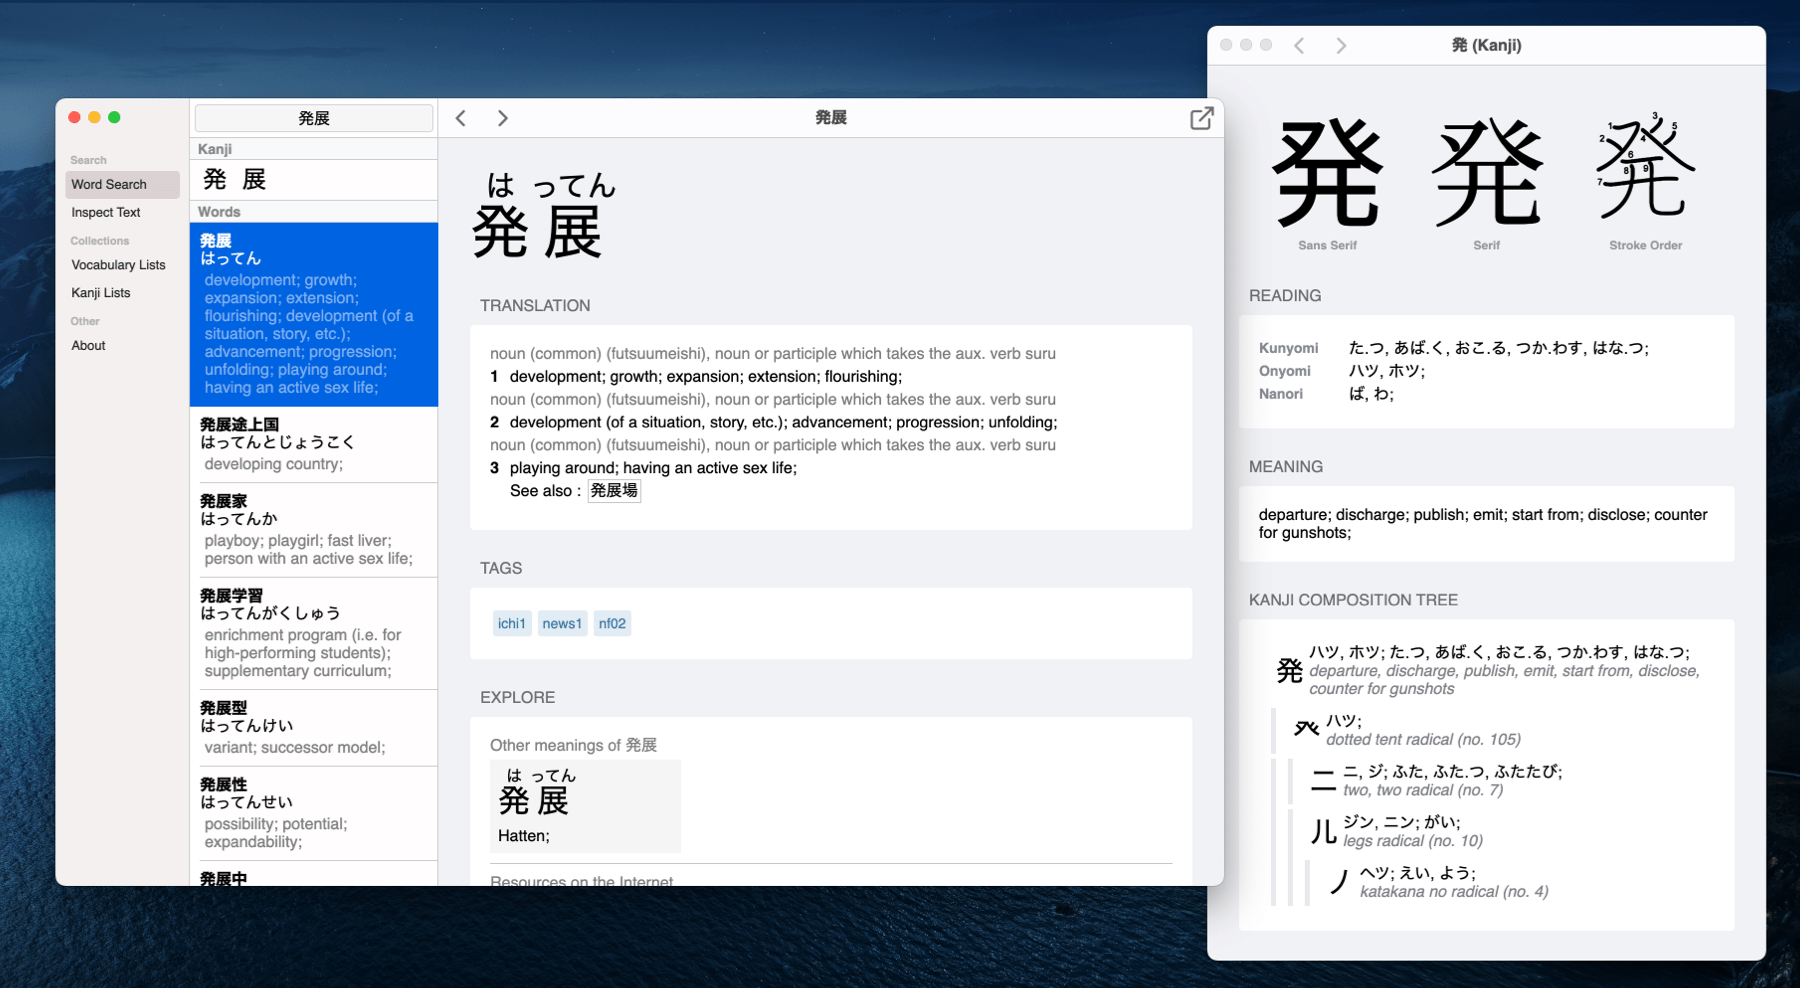 Search
Word Search
Inspect Text
Collections
Vocabulary Lists
Kanji Lists
Other
About
発展
Kanji
発 展
Words
発展
はってん
development; growth;
expansion; extension;
flourishing; development (of a
situation, story, etc.);
advancement; progression;
unfolding; playing around;
having an active sex life;
発展途上国
はってんとじょうこく
developing country;
発展家
はってんか
playboy; playgirl; fast liver;
person with an active sex life;
発展学習
はってんがくしゅう
enrichment program (i.e. for
high-performing students);
supplementary curriculum;
発展型
はってんけい
variant; successor model;
発展性
はってんせい
possibility; potential;
expandability;
発展中
発展
は ってん
発 展
TRANSLATION
noun (common) (futsuumeishi), noun or participle which takes the aux. verb suru
1 development; growth; expansion; extension; flourishing;
noun (common) (futsuumeishi), noun or participle which takes the aux. verb suru
2 development (of a situation, story, etc.); advancement; progression; unfolding;
noun (common) (futsuumeishi), noun or participle which takes the aux. verb suru
3 playing around; having an active sex life;
See also : 発展場
TAGS
ichi1 news1 nf02
EXPLORE
Other meanings of 発展
は ってん
発 展
Hatten;
Resources on the Internet
発 (Kanji)
発 発 発
1 2 3 4 5 6 7 8 9
Sans Serif Serif Stroke Order
READING
Kunyomi た.つ, あば.く, おこ.る, つか.わす, はな.つ;
Onyomi ハツ, ホツ;
Nanori ば, わ;
MEANING
departure; discharge; publish; emit; start from; disclose; counter
for gunshots;
KANJI COMPOSITION TREE
発 ハツ, ホツ; た.つ, あば.く, おこ.る, つか.わす, はな.つ;
departure, discharge, publish, emit, start from, disclose,
counter for gunshots
癶 ハツ;
dotted tent radical (no. 105)
二 ニ, ジ; ふた, ふた.つ, ふたたび;
two, two radical (no. 7)
儿 ジン, ニン; がい;
legs radical (no. 10)
ノ ヘツ; えい, よう;
katakana no radical (no. 4)